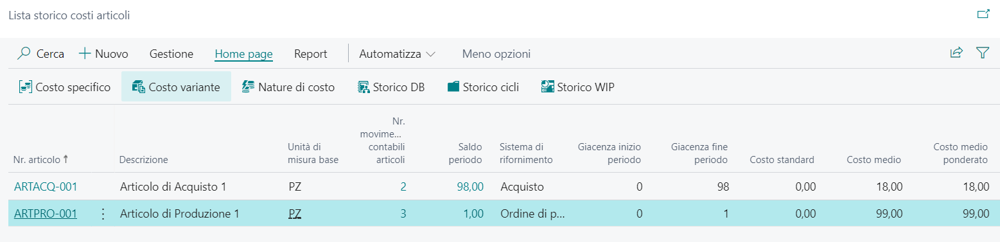 Lista storico costi articoli
Cerca Nuovo Gestione Home page Report Automatizza Meno opzioni
Costo specifico Costo variante Nature di costo Storico DB Storico cicli Storico WIP
Nr. articolo Descrizione Unità di misura base Nr. movime... contabili articoli Saldo periodo Sistema di rifornimento Giacenza inizio periodo Giacenza fine periodo Costo standard Costo medio Costo medio ponderato
ARTACQ-001 Articolo di Acquisto 1 PZ 2 98,00 Acquisto 0 98 0,00 18,00 18,00
ARTPRO-001 Articolo di Produzione 1 PZ 3 1,00 Ordine di p... 0 1 0,00 99,00 99,00